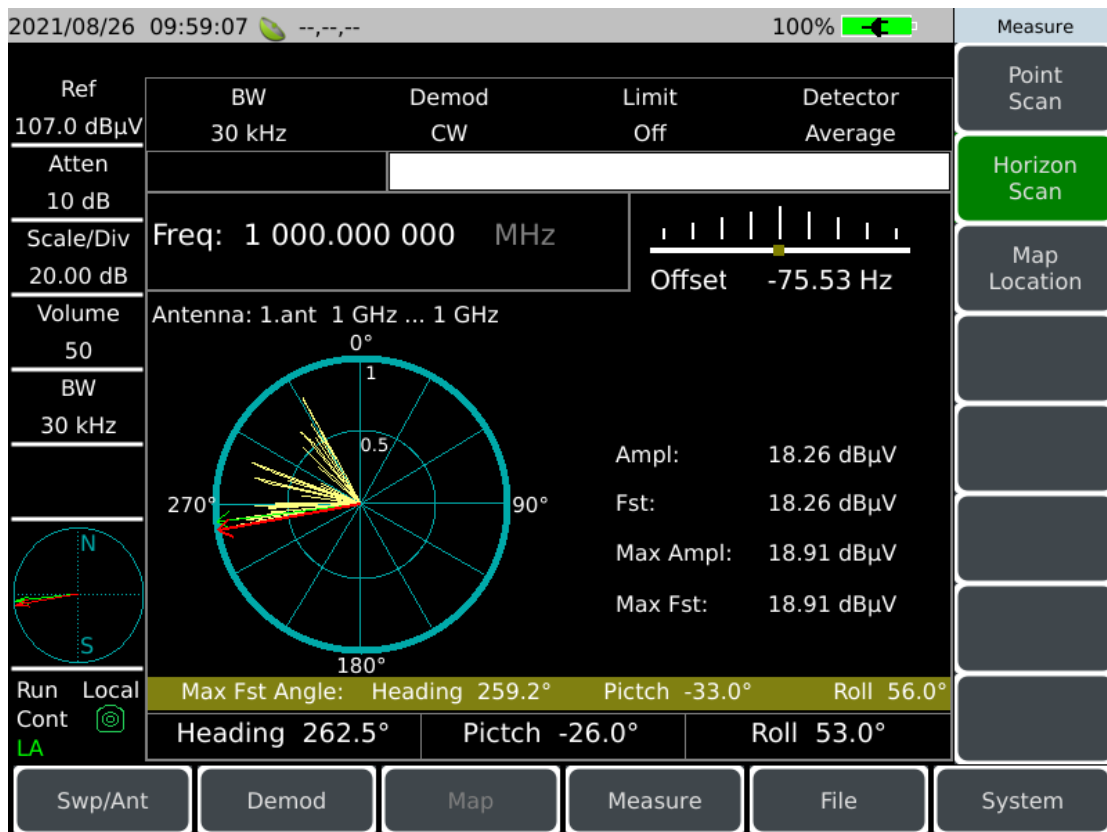 2021/08/26 09:59:07 --,--,-- 100%
Measure
Ref
107.0 dBµV
Atten
10 dB
Scale/Div
20.00 dB
Volume
50
BW
30 kHz
N
S
Run Local
Cont
LA
BW Demod Limit Detector
30 kHz CW Off Average
Freq: 1 000.000 000 MHz
Offset -75.53 Hz
Antenna: 1.ant 1 GHz ... 1 GHz
0°
1
0.5
270° 90°
180°
Ampl: 18.26 dBµV
Fst: 18.26 dBµV
Max Ampl: 18.91 dBµV
Max Fst: 18.91 dBµV
Max Fst Angle: Heading 259.2° Pictch -33.0° Roll 56.0°
Heading 262.5° Pictch -26.0° Roll 53.0°
Point
Scan
Horizon
Scan
Map
Location
Swp/Ant Demod Map Measure File System